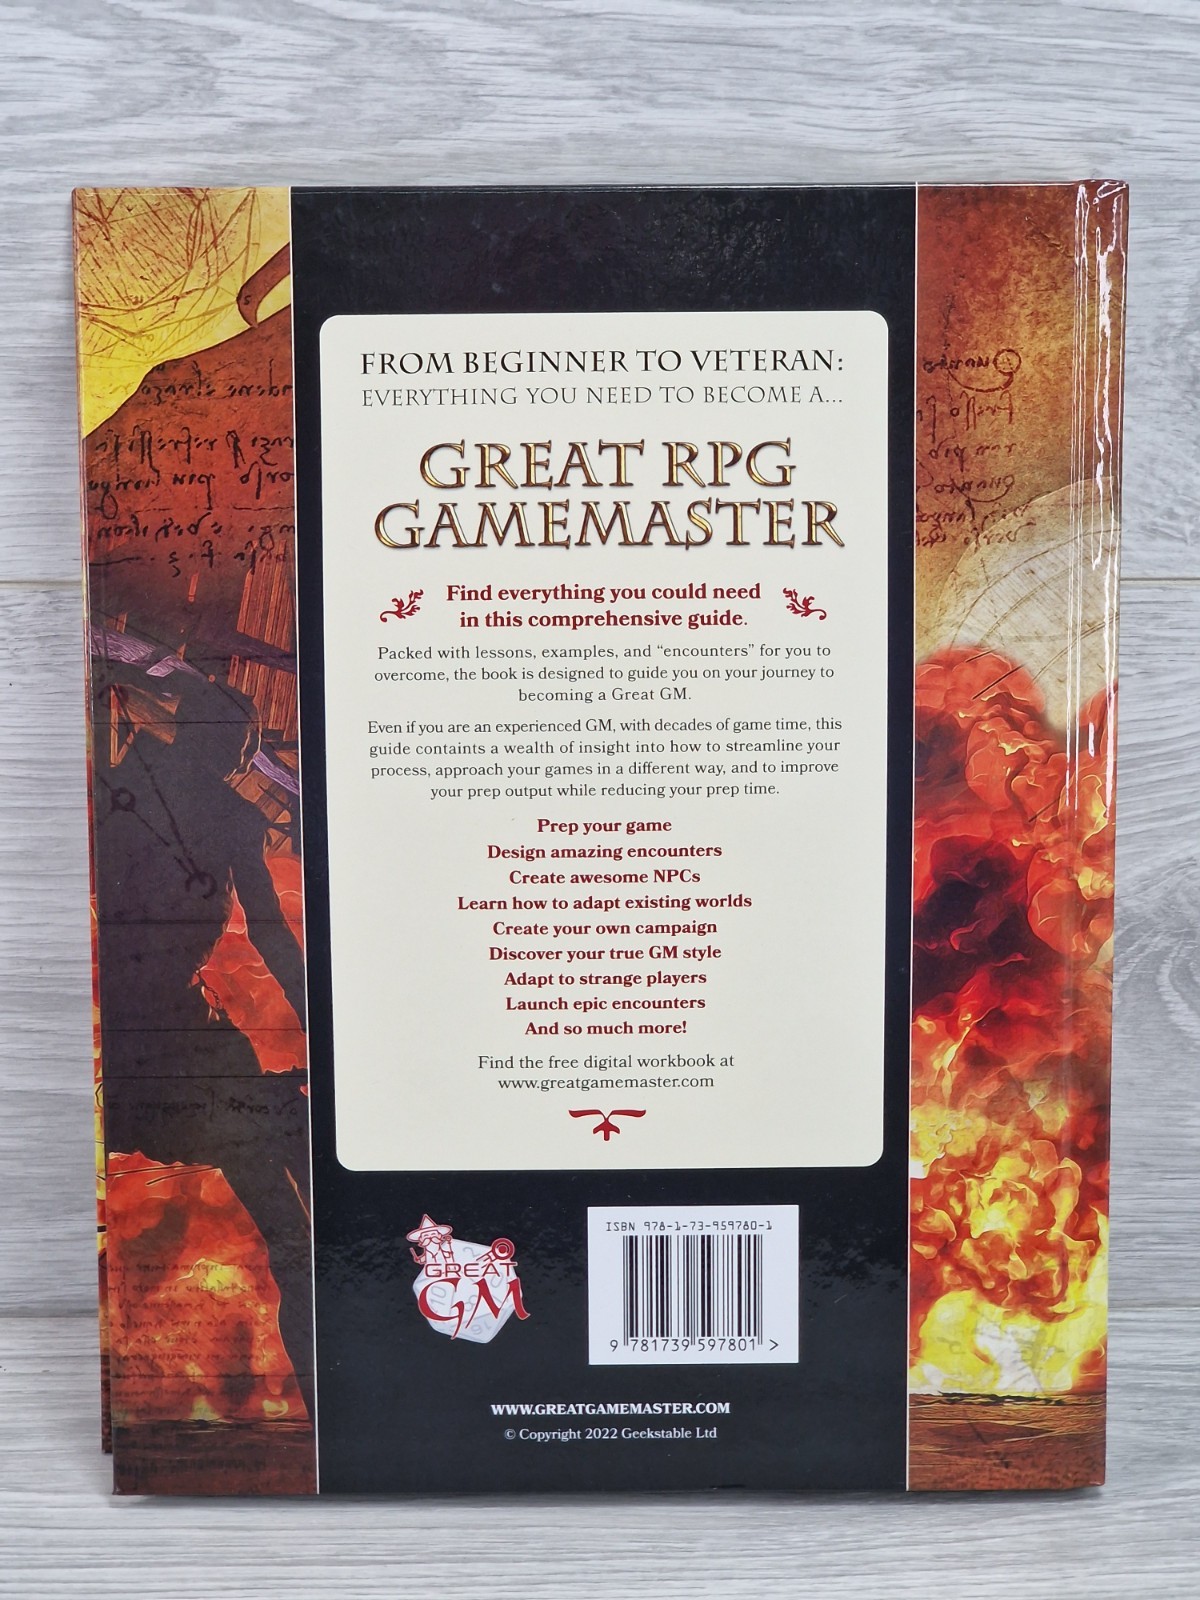 FROM BEGINNER TO VETERAN:
EVERYTHING YOU NEED TO BECOME A...
GREAT RPG
GAMEMASTER
Find everything you could need
in this comprehensive guide.
Packed with lessons, examples, and “encounters” for you to
overcome, the book is designed to guide you on your journey to
becoming a Great GM.
Even if you are an experienced GM, with decades of game time, this
guide containts a wealth of insight into how to streamline your
process, approach your games in a different way, and to improve
your prep output while reducing your prep time.
Prep your game
Design amazing encounters
Create awesome NPCs
Learn how to adapt existing worlds
Create your own campaign
Discover your true GM style
Adapt to strange players
Launch epic encounters
And so much more!
Find the free digital workbook at
www.greatgamemaster.com
GREAT
GM
ISBN 978-1-73-959780-1
9 781739 597801 >
WWW.GREATGAMEMASTER.COM
© Copyright 2022 Geekstable Ltd